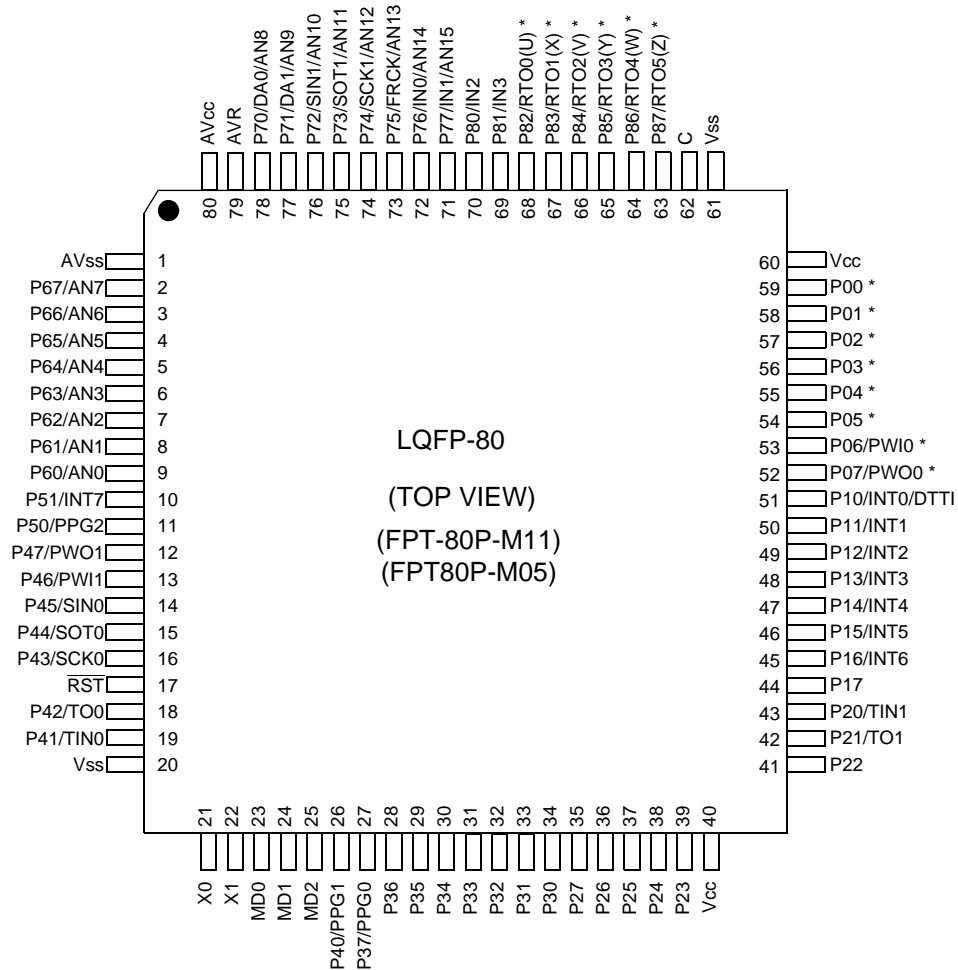 AVcc
AVR
P70/DA0/AN8
P71/DA1/AN9
P72/SIN1/AN10
P73/SOT1/AN11
P74/SCK1/AN12
P75/FRCK/AN13
P76/IN0/AN14
P77/IN1/AN15
P80/IN2
P81/IN3
P82/RTO0(U) *
P83/RTO1(X) *
P84/RTO2(V) *
P85/RTO3(Y) *
P86/RTO4(W) *
P87/RTO5(Z) *
C
Vss
80
79
78
77
76
75
74
73
72
71
70
69
68
67
66
65
64
63
62
61
AVss 1
P67/AN7 2
P66/AN6 3
P65/AN5 4
P64/AN4 5
P63/AN3 6
P62/AN2 7
P61/AN1 8
P60/AN0 9
P51/INT7 10
P50/PPG2 11
P47/PWO1 12
P46/PWI1 13
P45/SIN0 14
P44/SOT0 15
P43/SCK0 16
RST 17
P42/TO0 18
P41/TIN0 19
Vss 20
LQFP-80
(TOP VIEW)
(FPT-80P-M11)
(FPT80P-M05)
60 Vcc
59 P00 *
58 P01 *
57 P02 *
56 P03 *
55 P04 *
54 P05 *
53 P06/PWI0 *
52 P07/PWO0 *
51 P10/INT0/DTTI
50 P11/INT1
49 P12/INT2
48 P13/INT3
47 P14/INT4
46 P15/INT5
45 P16/INT6
44 P17
43 P20/TIN1
42 P21/TO1
41 P22
21
22
23
24
25
26
27
28
29
30
31
32
33
34
35
36
37
38
39
40
X0
X1
MD0
MD1
MD2
P40/PPG1
P37/PPG0
P36
P35
P34
P33
P32
P31
P30
P27
P26
P25
P24
P23
Vcc